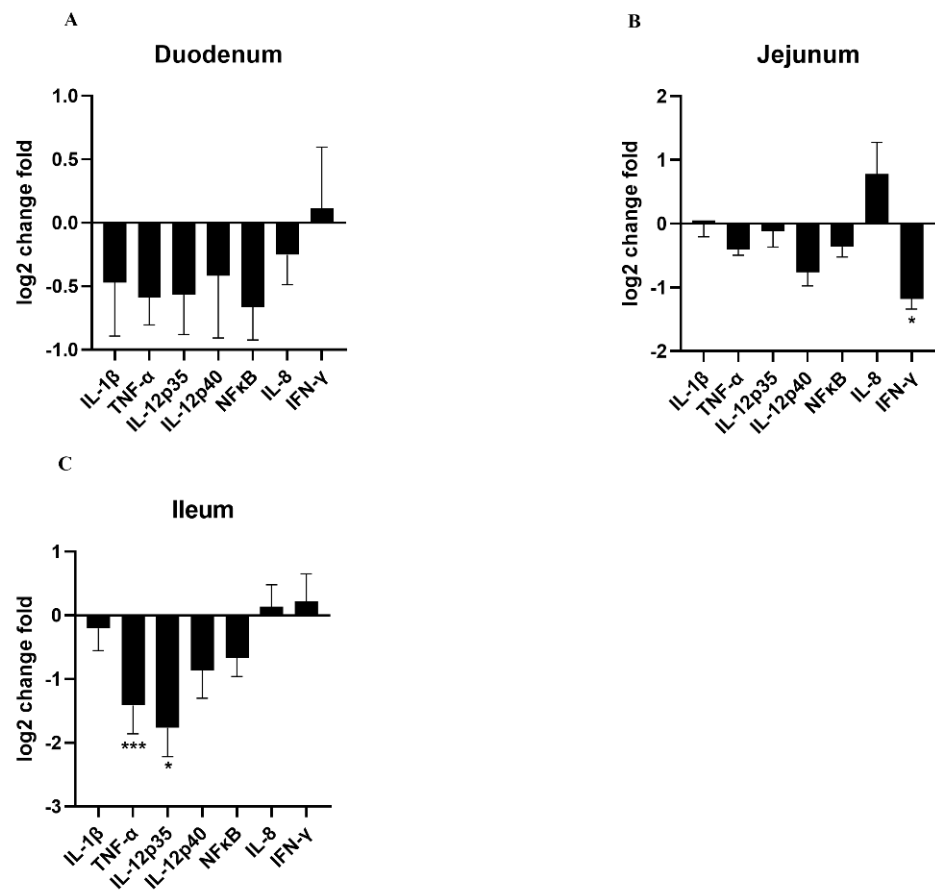 A
Duodenum
log2 change fold
1.0
0.5
0.0
-0.5
-1.0
IL-1β
TNF-α
IL-12p35
IL-12p40
NFκB
IL-8
IFN-γ
B
Jejunum
log2 change fold
2
1
0
-1
-2
*
IL-1β
TNF-α
IL-12p35
IL-12p40
NFκB
IL-8
IFN-γ
C
Ileum
log2 change fold
1
0
-1
-2
-3
***
*
IL-1β
TNF-α
IL-12p35
IL-12p40
NFκB
IL-8
IFN-γ